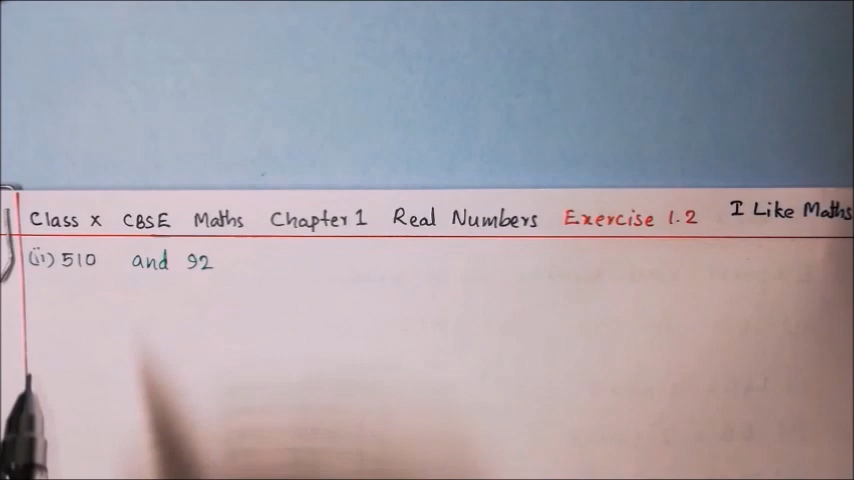 Class X CBSE Maths Chapter 1 Real Numbers Exercise 1.2 I Like Maths
(ii) 510 and 92